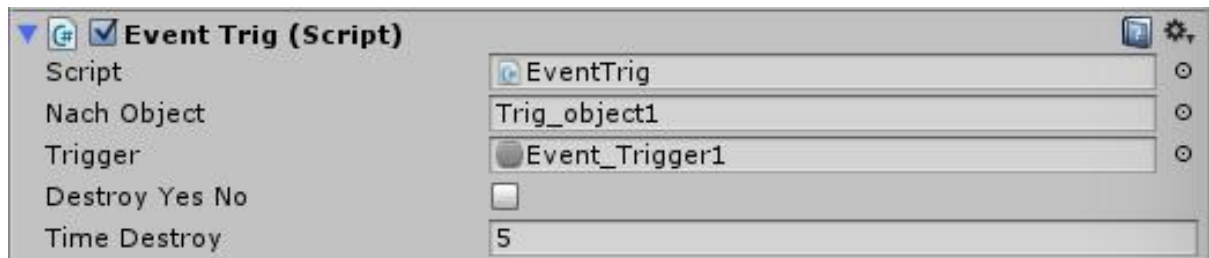 Event Trig (Script)
Script EventTrig
Nach Object Trig_object1
Trigger Event_Trigger1
Destroy Yes No
Time Destroy 5